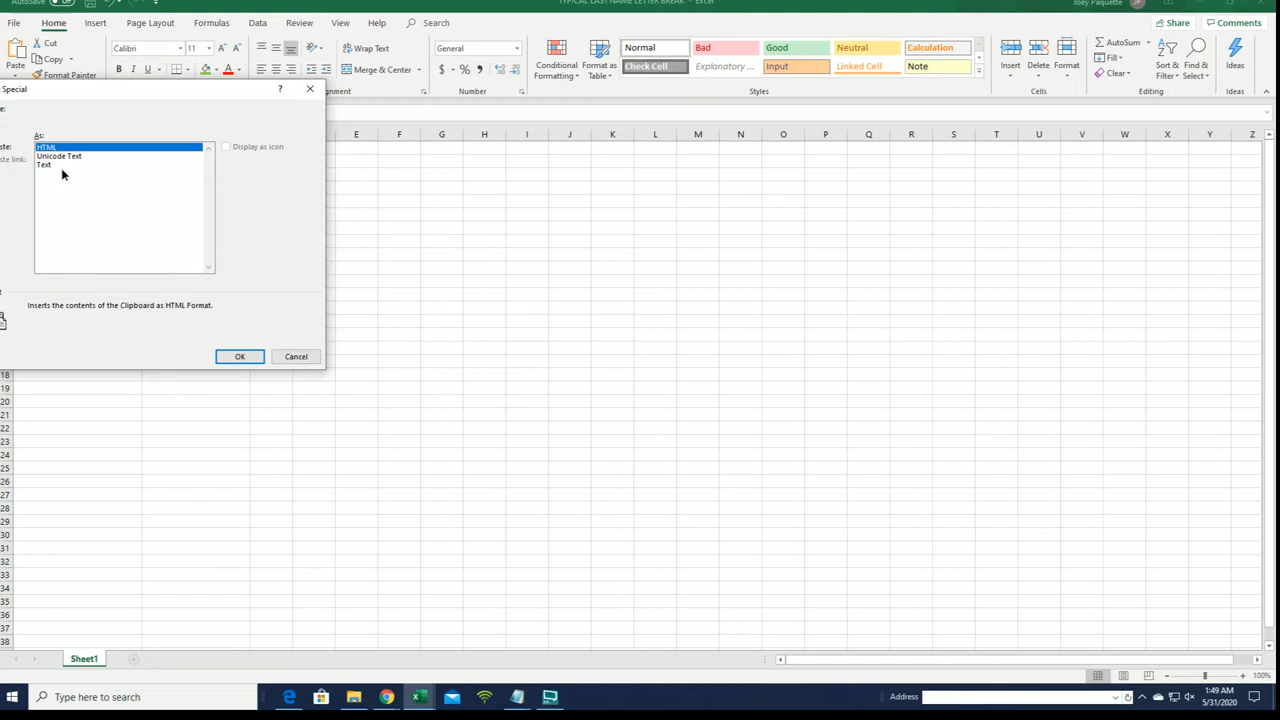 AutoSave Off TYPICAL LAST NAME LETTER BREAK - Excel Joey Paquette JP
File Home Insert Page Layout Formulas Data Review View Help Search Share Comments
Paste Cut Copy Format Painter
Calibri 11 A A B I U A
Wrap Text Merge & Center
General $ % ,
Conditional Formatting Format as Table
Normal Bad Good Neutral Calculation
Check Cell Explanatory ... Input Linked Cell Note
Insert Delete Format
AutoSum Fill Clear
Sort & Filter Find & Select
Ideas
Number Styles Cells Editing Ideas
Special ?
As:
HTML
Unicode Text
Text
Display as icon
Inserts the contents of the Clipboard as HTML Format.
OK Cancel
E F G H I J K L M N O P Q R S T U V W X Y Z
18
19
20
21
22
23
24
25
26
27
28
29
30
31
32
33
34
35
36
37
38
Sheet1
100%
Type here to search
Address
1:49 AM
5/31/2020